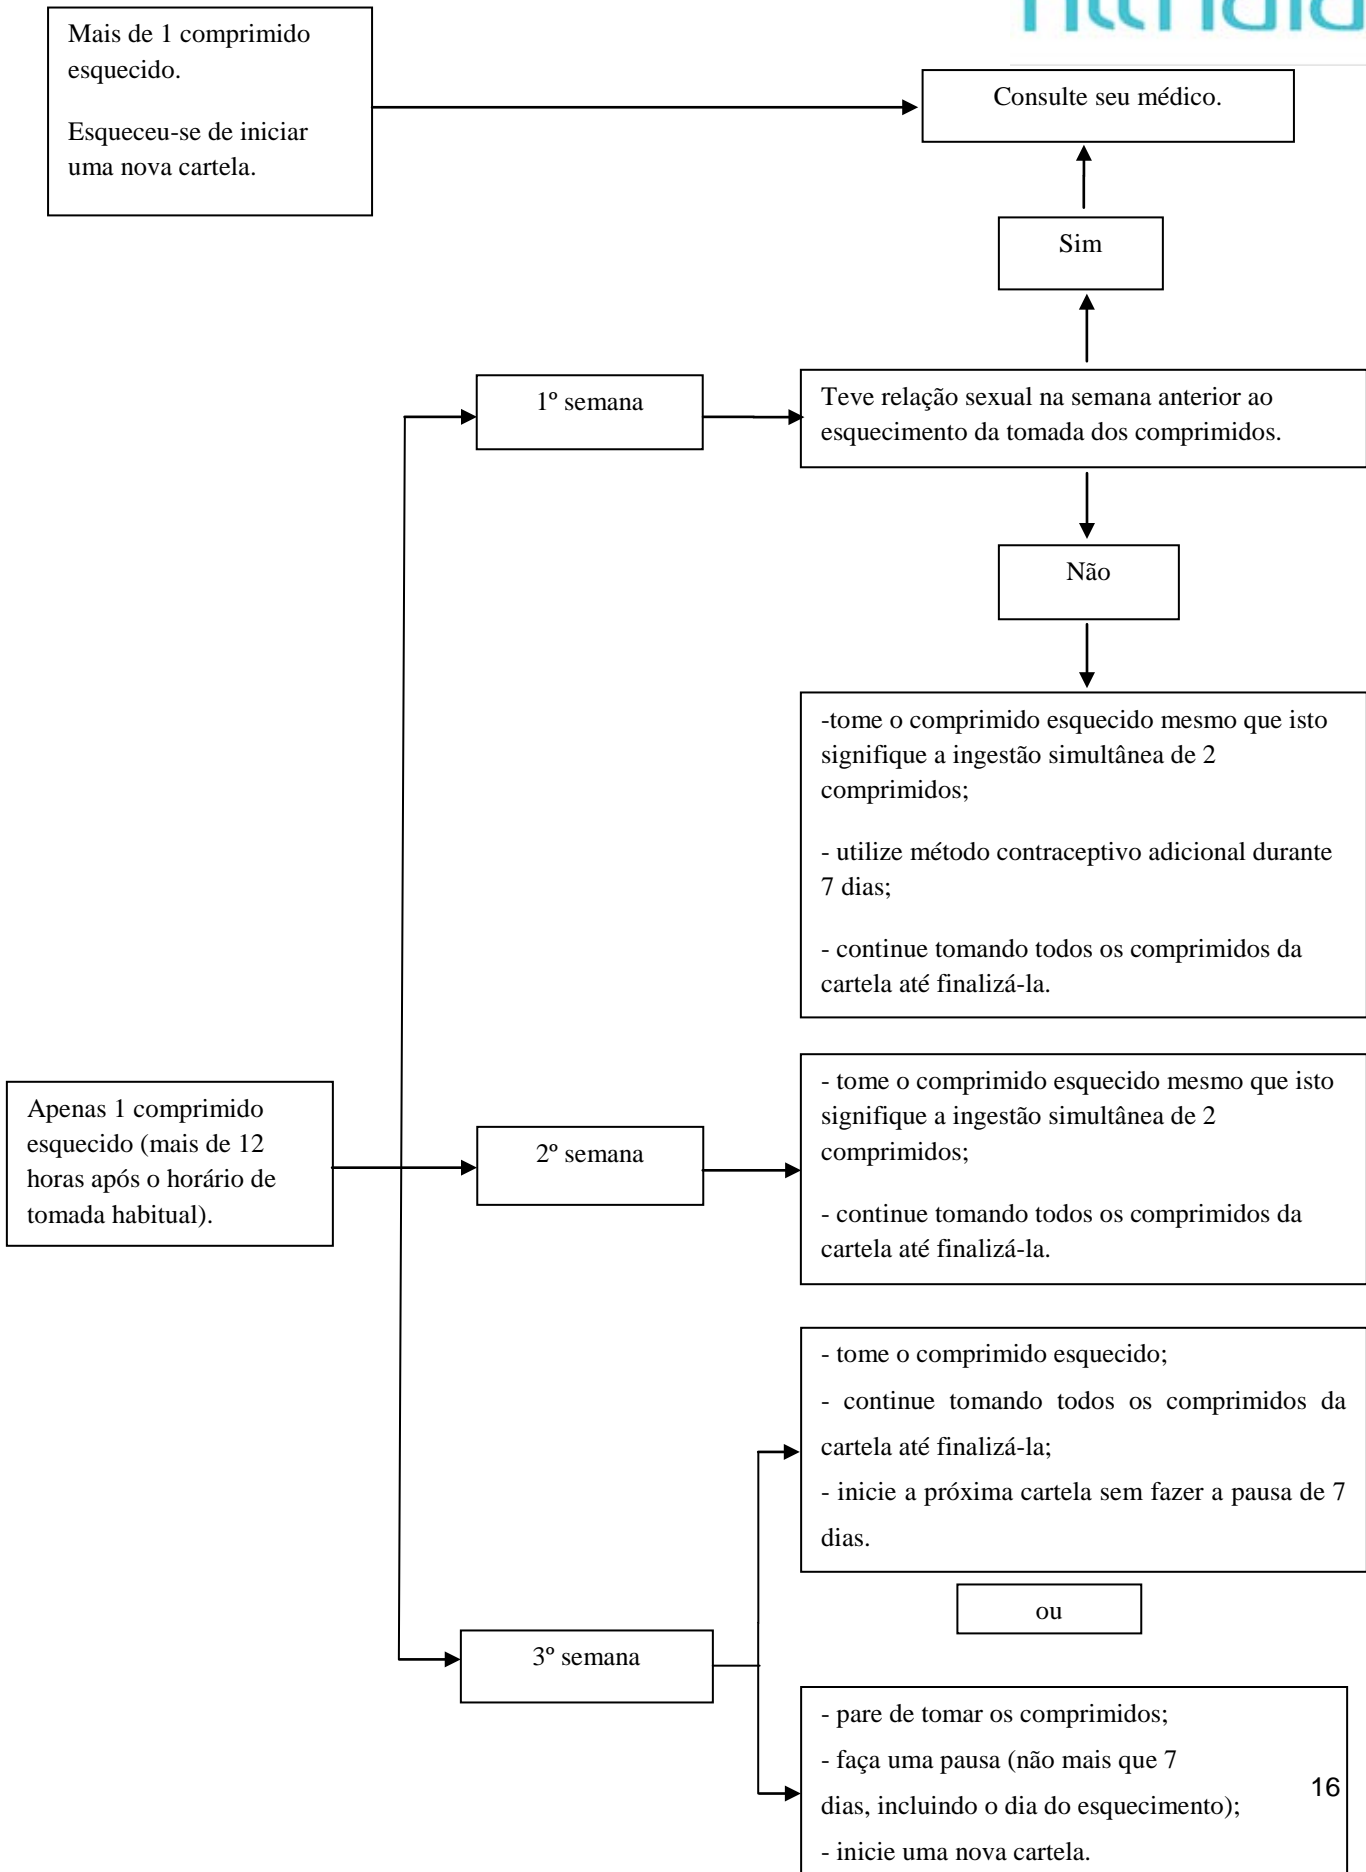 Mais de 1 comprimido
esquecido.
Esqueceu-se de iniciar
uma nova cartela.
Consulte seu médico.
Sim
1º semana
Teve relação sexual na semana anterior ao
esquecimento da tomada dos comprimidos.
Não
-tome o comprimido esquecido mesmo que isto
signifique a ingestão simultânea de 2
comprimidos;
- utilize método contraceptivo adicional durante
7 dias;
- continue tomando todos os comprimidos da
cartela até finalizá-la.
Apenas 1 comprimido
esquecido (mais de 12
horas após o horário de
tomada habitual).
2º semana
- tome o comprimido esquecido mesmo que isto
signifique a ingestão simultânea de 2
comprimidos;
- continue tomando todos os comprimidos da
cartela até finalizá-la.
3º semana
- tome o comprimido esquecido;
- continue tomando todos os comprimidos da
cartela até finalizá-la;
- inicie a próxima cartela sem fazer a pausa de 7
dias.
ou
- pare de tomar os comprimidos;
- faça uma pausa (não mais que 7
dias, incluindo o dia do esquecimento);
- inicie uma nova cartela.
16